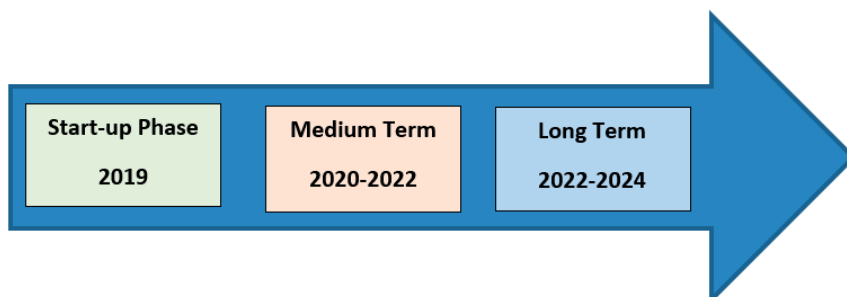 Start-up Phase
2019
Medium Term
2020-2022
Long Term
2022-2024